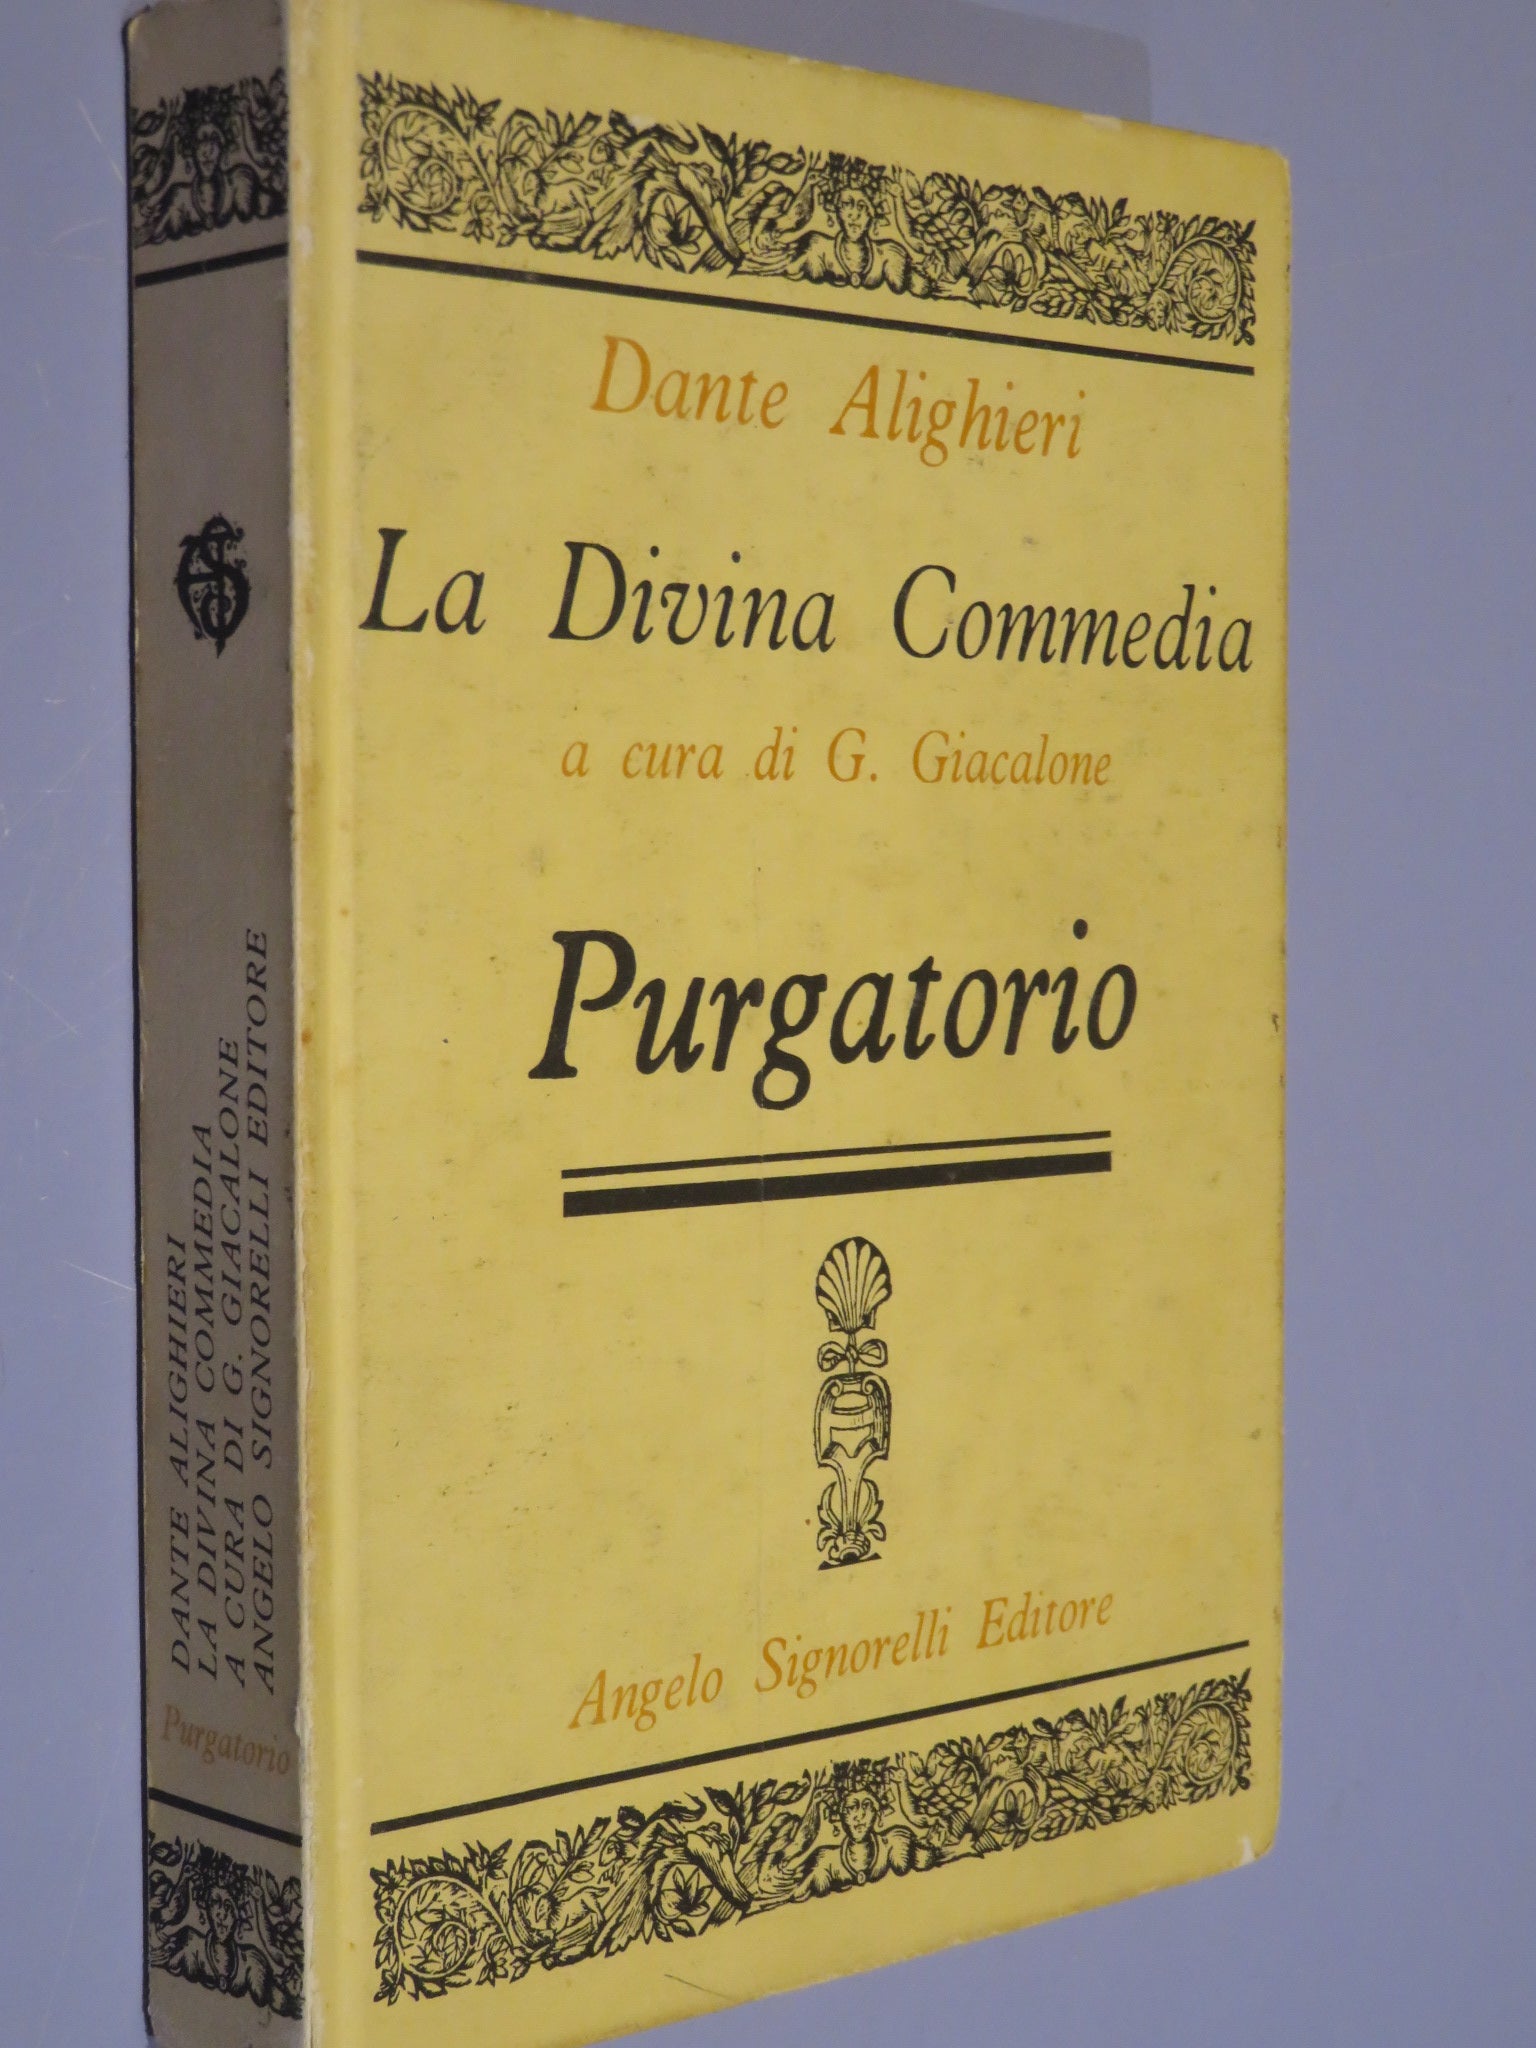 Dante Alighieri
La Divina Commedia
a cura di G. Giacalone
Purgatorio
Angelo Signorelli Editore
DANTE ALIGHIERI
LA DIVINA COMMEDIA
A CURA DI G. GIACALONE
ANGELO SIGNORELLI EDITORE
Purgatorio